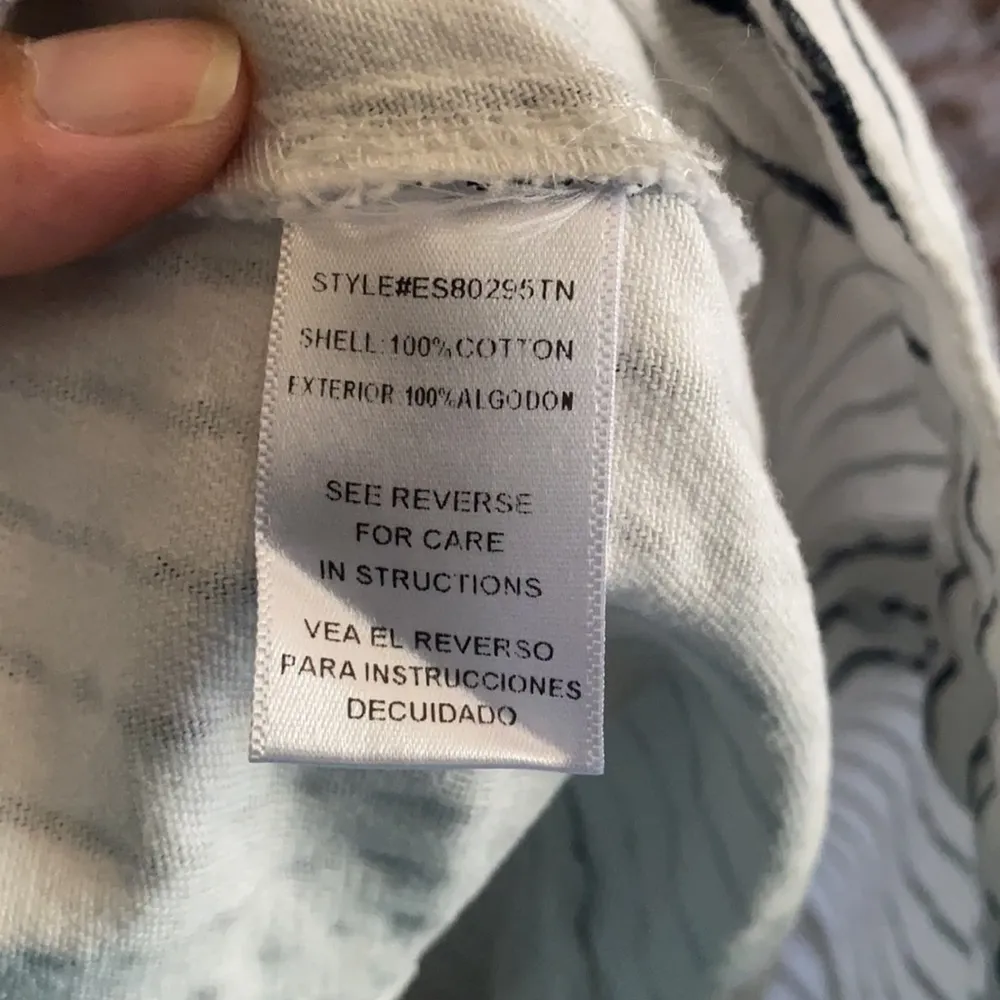 STYLE#ES80295TN
SHELL:100%COTTON
EXTERIOR 100%ALGODON
SEE REVERSE
FOR CARE
IN STRUCTIONS
VEA EL REVERSO
PARA INSTRUCCIONES
DECUIDADO